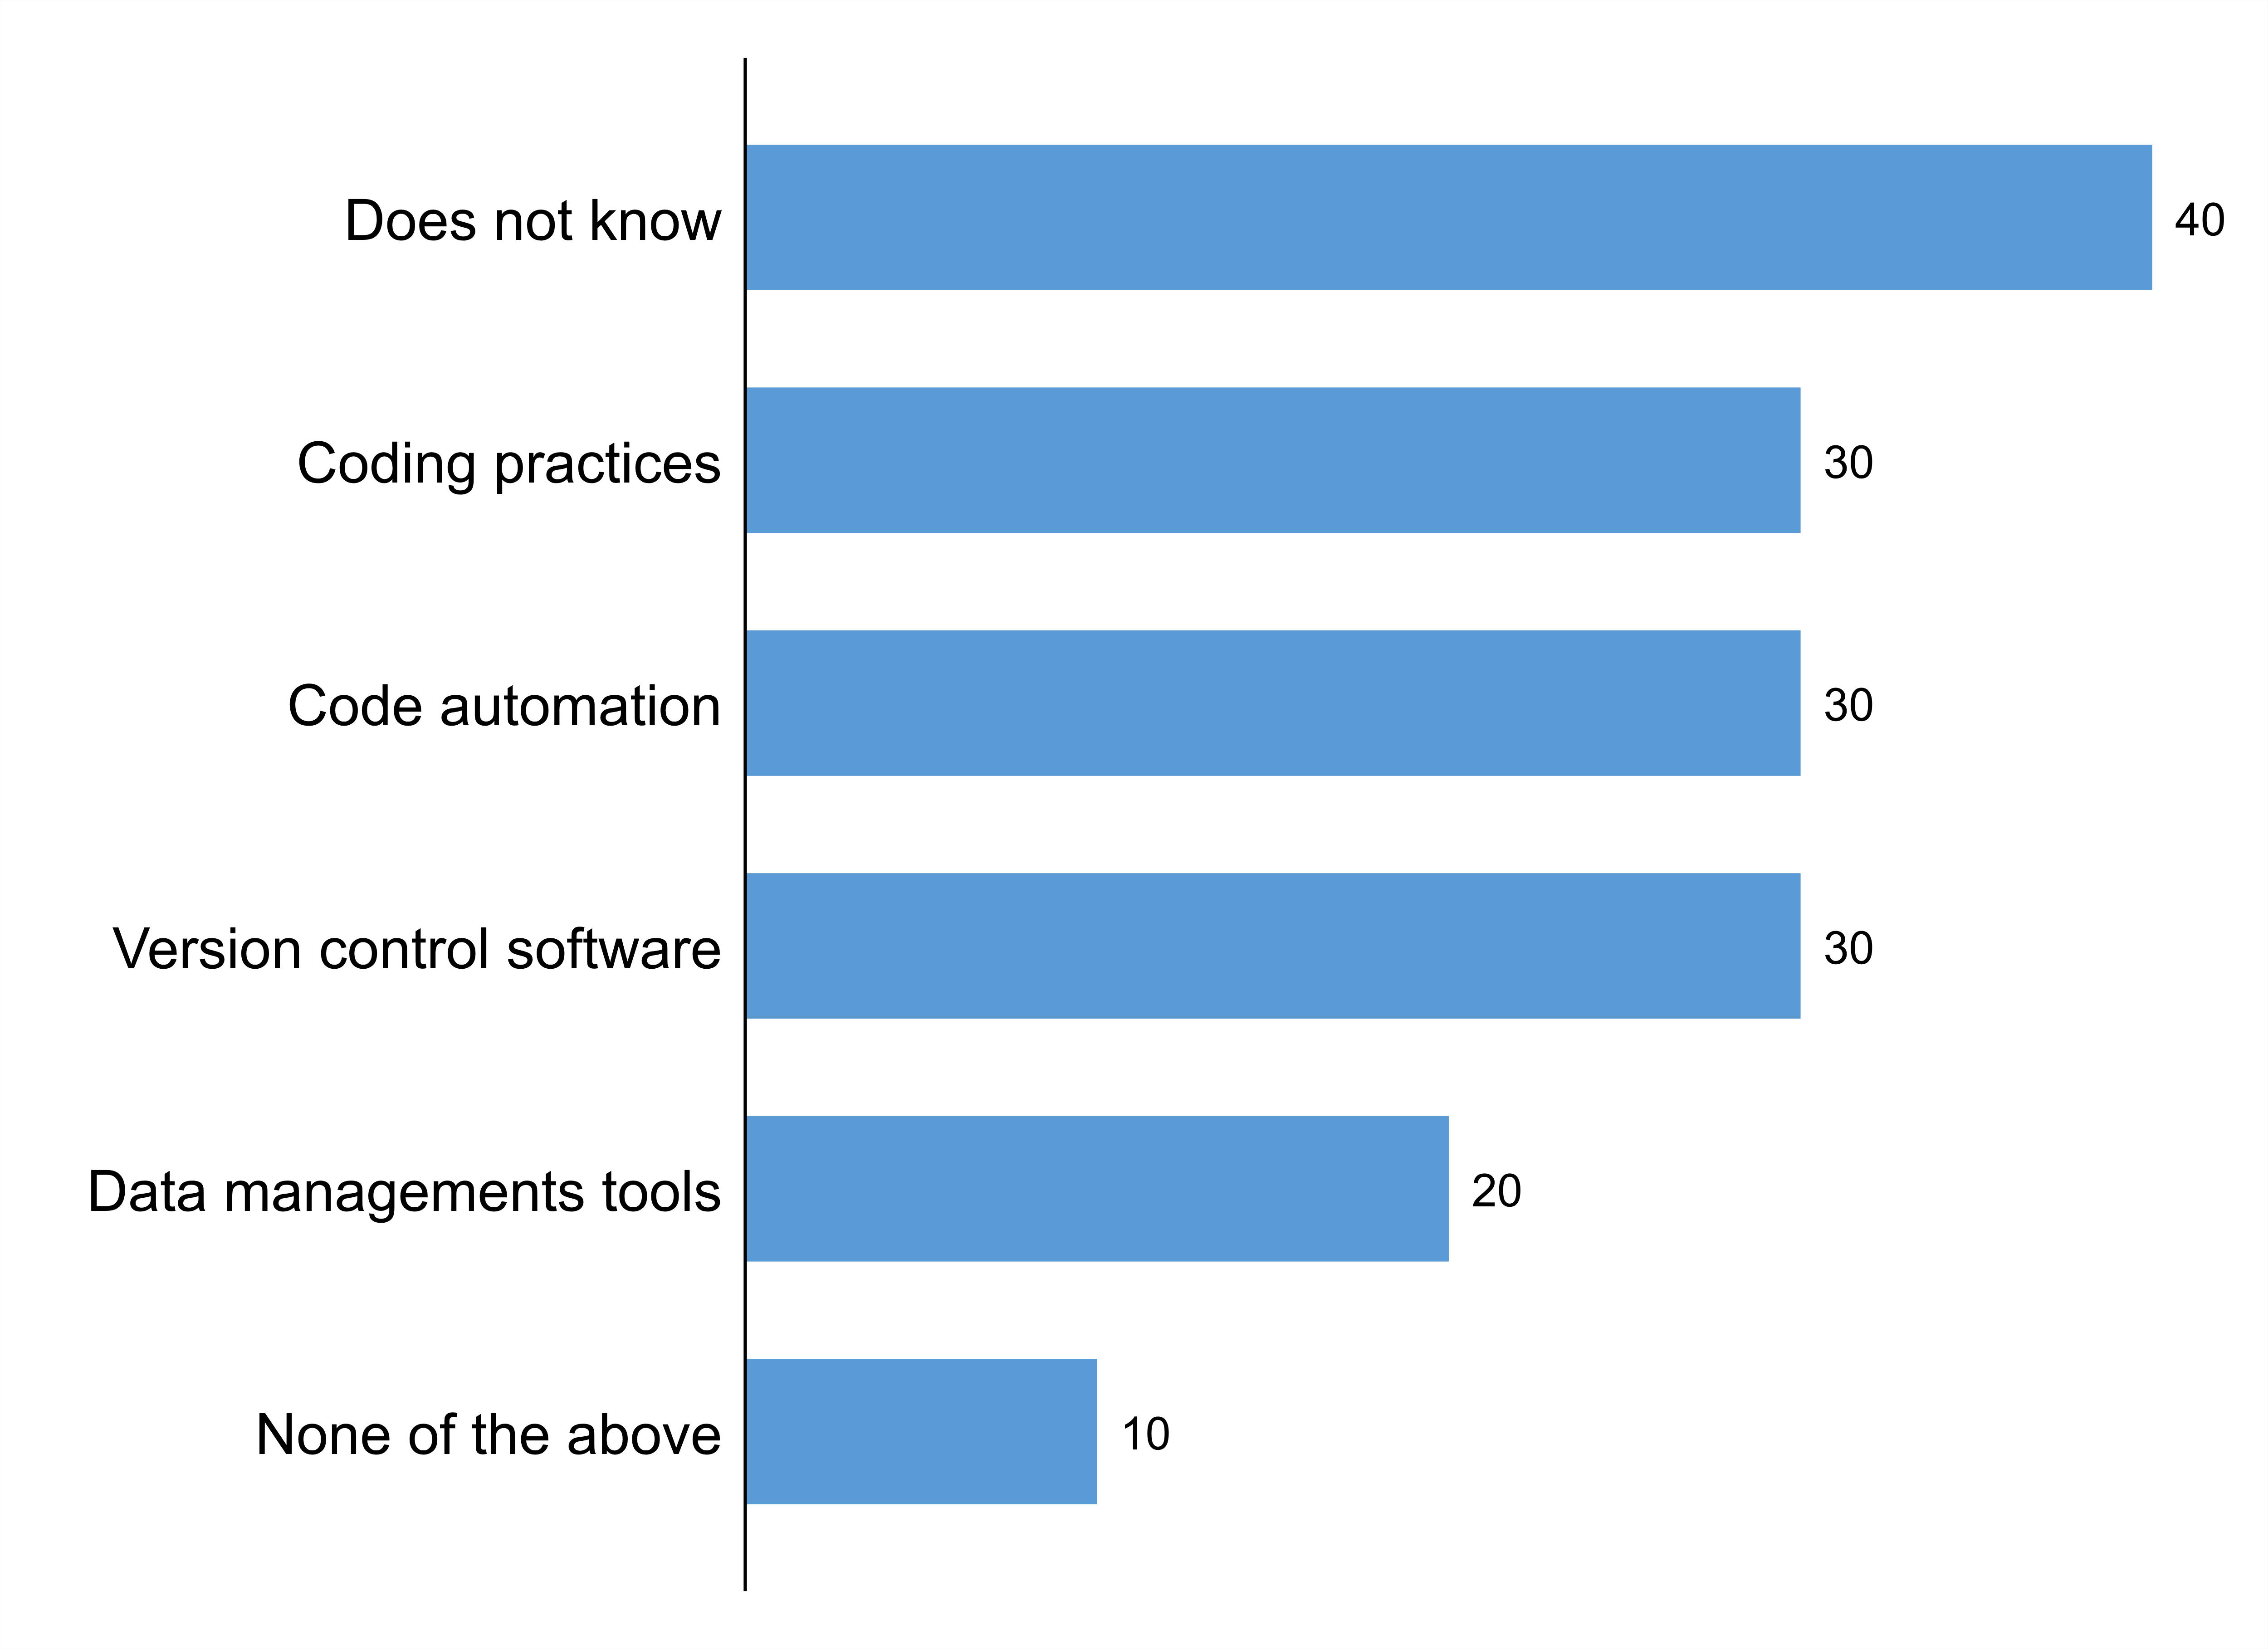 Does not know 40
Coding practices 30
Code automation 30
Version control software 30
Data managements tools 20
None of the above 10